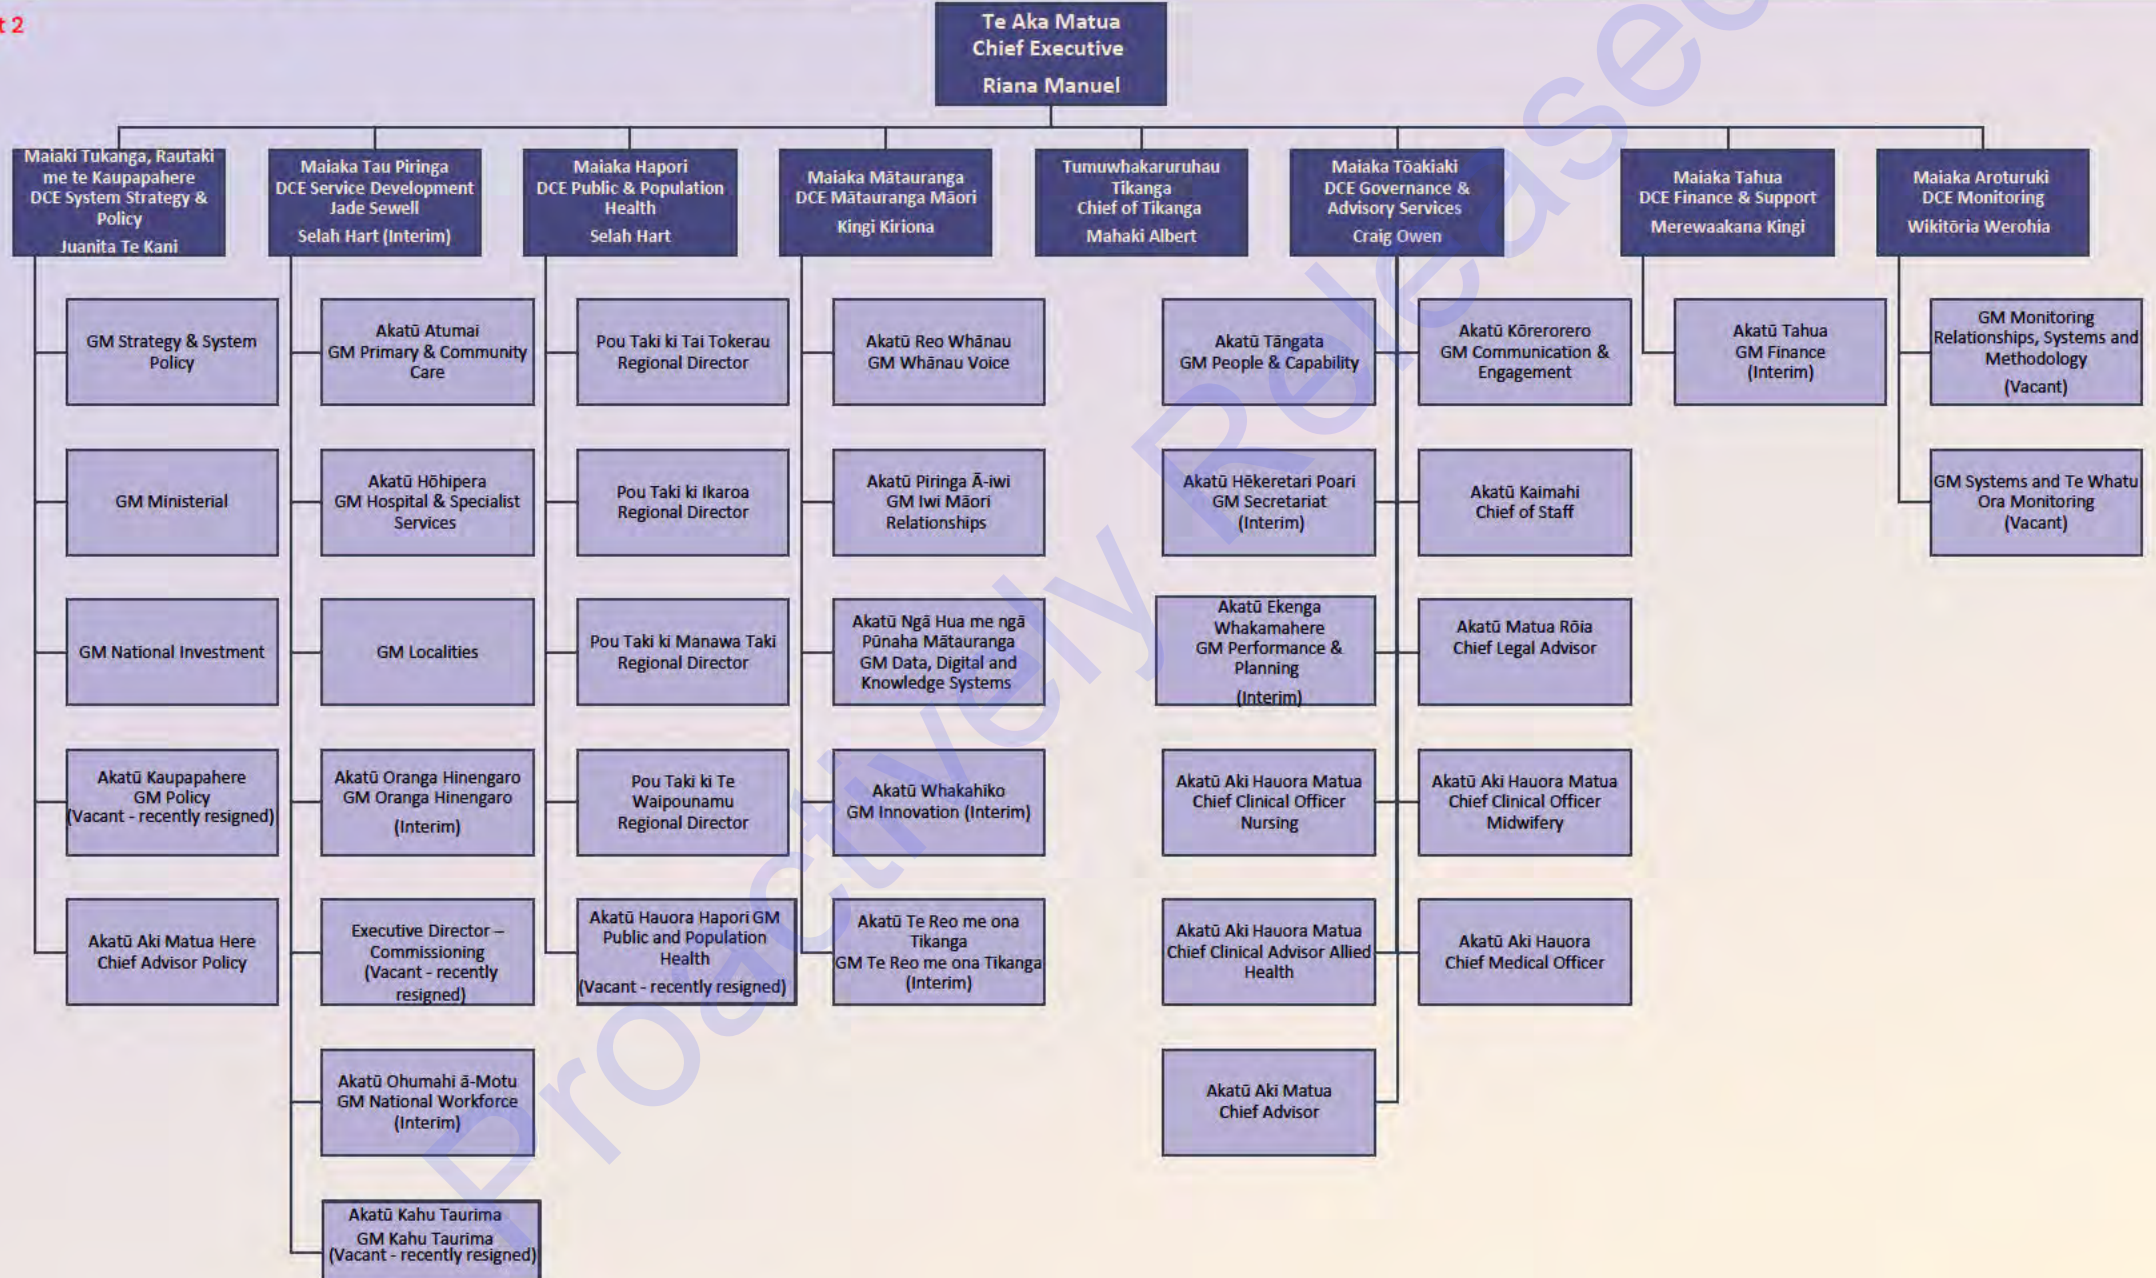 t 2
Te Aka Matua
Chief Executive
Riana Manuel
Maiaki Tukanga, Rautaki
me te Kaupapahere
DCE System Strategy &
Policy
Juanita Te Kani
Maiaka Tau Piringa
DCE Service Development
Jade Sewell
Selah Hart (Interim)
Maiaka Hapori
DCE Public & Population
Health
Selah Hart
Maiaka Mātauranga
DCE Mātauranga Māori
Kingi Kiriona
Tumuwhakaruruhau
Tikanga
Chief of Tikanga
Mahaki Albert
Maiaka Tōakiaki
DCE Governance &
Advisory Services
Craig Owen
Maiaka Tahua
DCE Finance & Support
Merewaakana Kingi
Maiaka Aroturuki
DCE Monitoring
Wikitōria Werohia
GM Strategy & System
Policy
GM Ministerial
GM National Investment
Akatū Kaupapahere
GM Policy
(Vacant - recently resigned)
Akatū Aki Matua Here
Chief Advisor Policy
Akatū Atumai
GM Primary & Community
Care
Akatū Hōhipera
GM Hospital & Specialist
Services
GM Localities
Akatū Oranga Hinengaro
GM Oranga Hinengaro
(Interim)
Executive Director –
Commissioning
(Vacant - recently
resigned)
Akatū Ohumahi ā-Motu
GM National Workforce
(Interim)
Akatū Kahu Taurima
GM Kahu Taurima
(Vacant - recently resigned)
Pou Taki ki Tai Tokerau
Regional Director
Pou Taki ki Ikaroa
Regional Director
Pou Taki ki Manawa Taki
Regional Director
Pou Taki ki Te
Waipounamu
Regional Director
Akatū Hauora Hapori GM
Public and Population
Health
(Vacant - recently resigned)
Akatū Reo Whānau
GM Whānau Voice
Akatū Piringa Ā-iwi
GM Iwi Māori
Relationships
Akatū Ngā Hua me ngā
Pūnaha Mātauranga
GM Data, Digital and
Knowledge Systems
Akatū Whakahiko
GM Innovation (Interim)
Akatū Te Reo me ona
Tikanga
GM Te Reo me ona Tikanga
(Interim)
Akatū Tāngata
GM People & Capability
Akatū Hēkeretari Poari
GM Secretariat
(Interim)
Akatū Ekenga
Whakamahere
GM Performance &
Planning
(Interim)
Akatū Aki Hauora Matua
Chief Clinical Officer
Nursing
Akatū Aki Hauora Matua
Chief Clinical Advisor Allied
Health
Akatū Aki Matua
Chief Advisor
Akatū Kōrerorero
GM Communication &
Engagement
Akatū Kaimahi
Chief of Staff
Akatū Matua Rōia
Chief Legal Advisor
Akatū Aki Hauora Matua
Chief Clinical Officer
Midwifery
Akatū Aki Hauora
Chief Medical Officer
Akatū Tahua
GM Finance
(Interim)
GM Monitoring
Relationships, Systems and
Methodology
(Vacant)
GM Systems and Te Whatu
Ora Monitoring
(Vacant)
Proactively Released